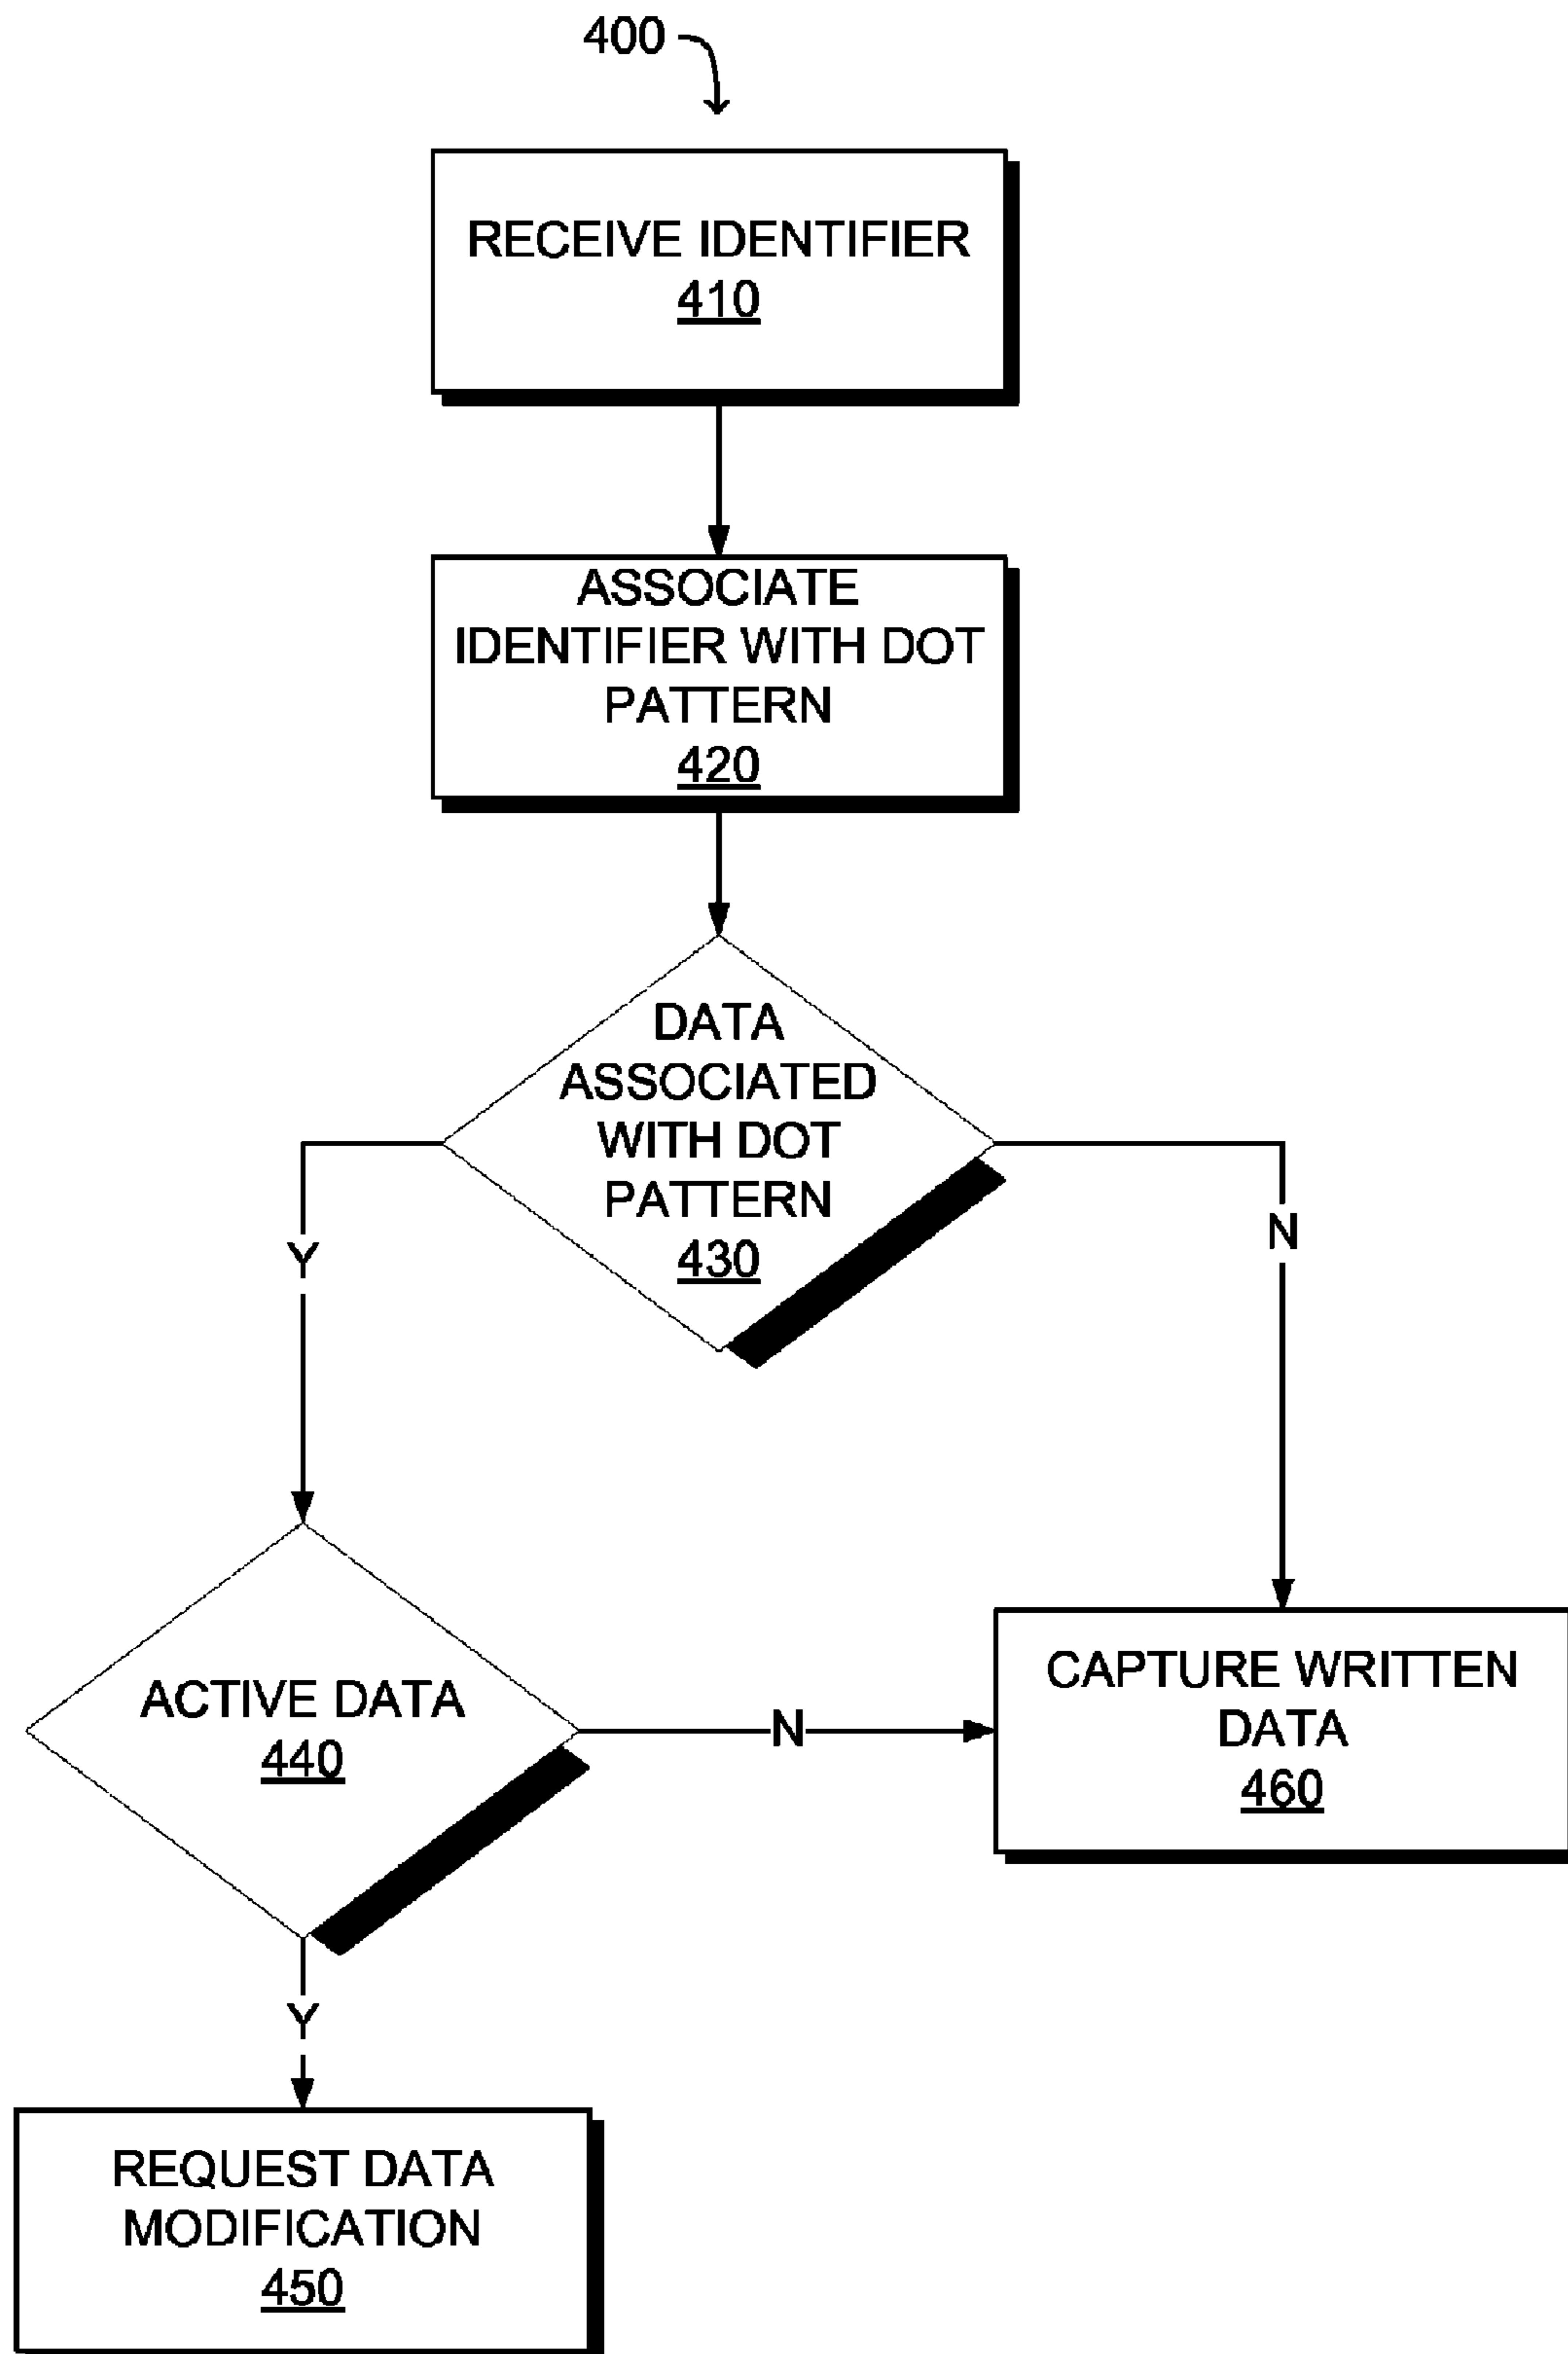 400
RECEIVE IDENTIFIER
410
ASSOCIATE
IDENTIFIER WITH DOT
PATTERN
420
DATA
ASSOCIATED
WITH DOT
PATTERN
430
Y
N
ACTIVE DATA
440
N
CAPTURE WRITTEN
DATA
460
Y
REQUEST DATA
MODIFICATION
450